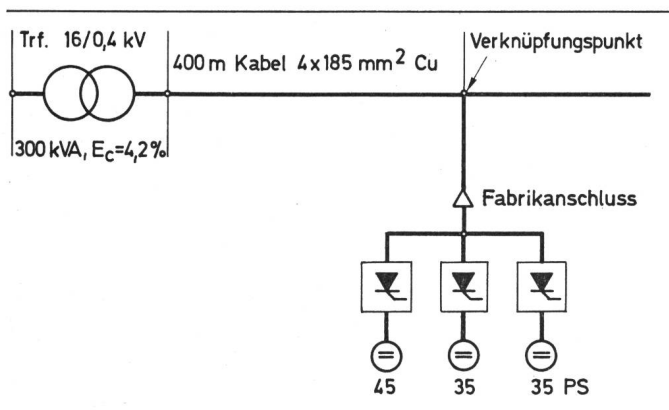 Trf. 16/0,4 kV
400 m Kabel 4x185 mm² Cu
Verknüpfungspunkt
300 kVA, Ec=4,2%
Fabrikanschluss
45 35 35 PS